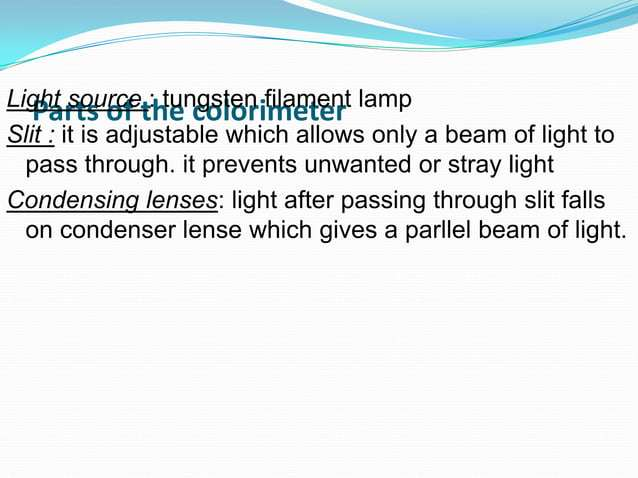 Parts of the colorimeter
Light source : tungsten filament lamp
Slit : it is adjustable which allows only a beam of light to
pass through. it prevents unwanted or stray light
Condensing lenses: light after passing through slit falls
on condenser lense which gives a parllel beam of light.